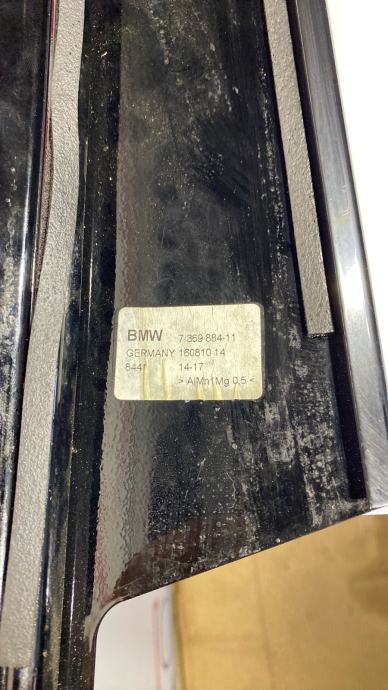 BMW 7 369 884-11
GERMANY 160810 14
8441 14-17
> AlMn1Mg 0,5 <